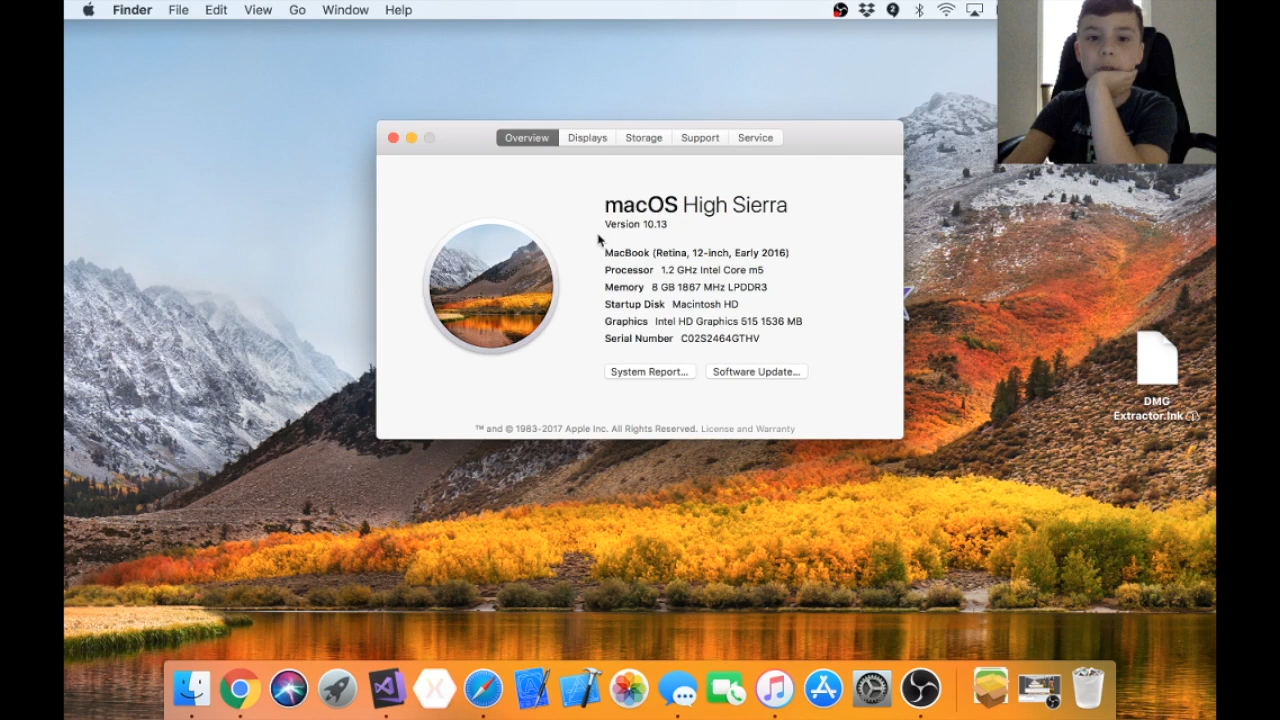 Finder File Edit View Go Window Help
2
Overview Displays Storage Support Service
macOS High Sierra
Version 10.13
MacBook (Retina, 12-inch, Early 2016)
Processor 1.2 GHz Intel Core m5
Memory 8 GB 1867 MHz LPDDR3
Startup Disk Macintosh HD
Graphics Intel HD Graphics 515 1536 MB
Serial Number C02S2464GTHV
System Report... Software Update...
™ and © 1983-2017 Apple Inc. All Rights Reserved. License and Warranty
DMG
Extractor.lnk